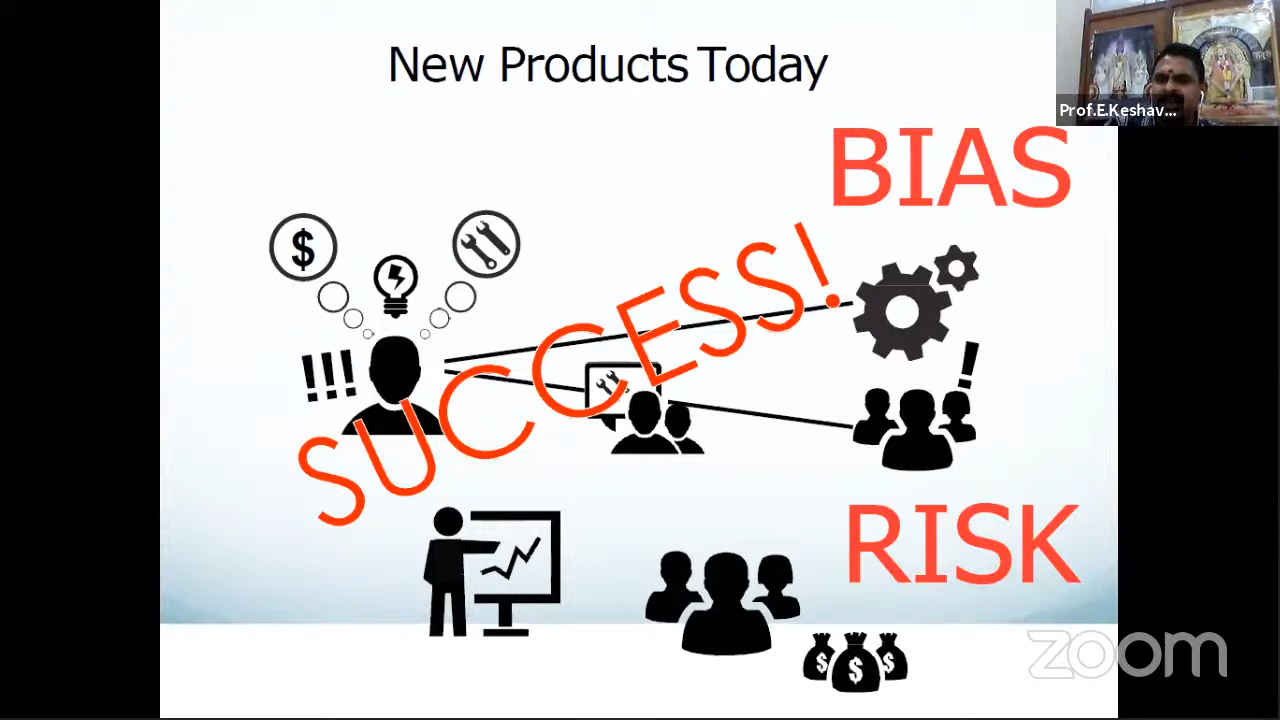 New Products Today
Prof.E.Keshav...
BIAS
$
SUCCESS!
!!!
!
RISK
$ $ $
zoom